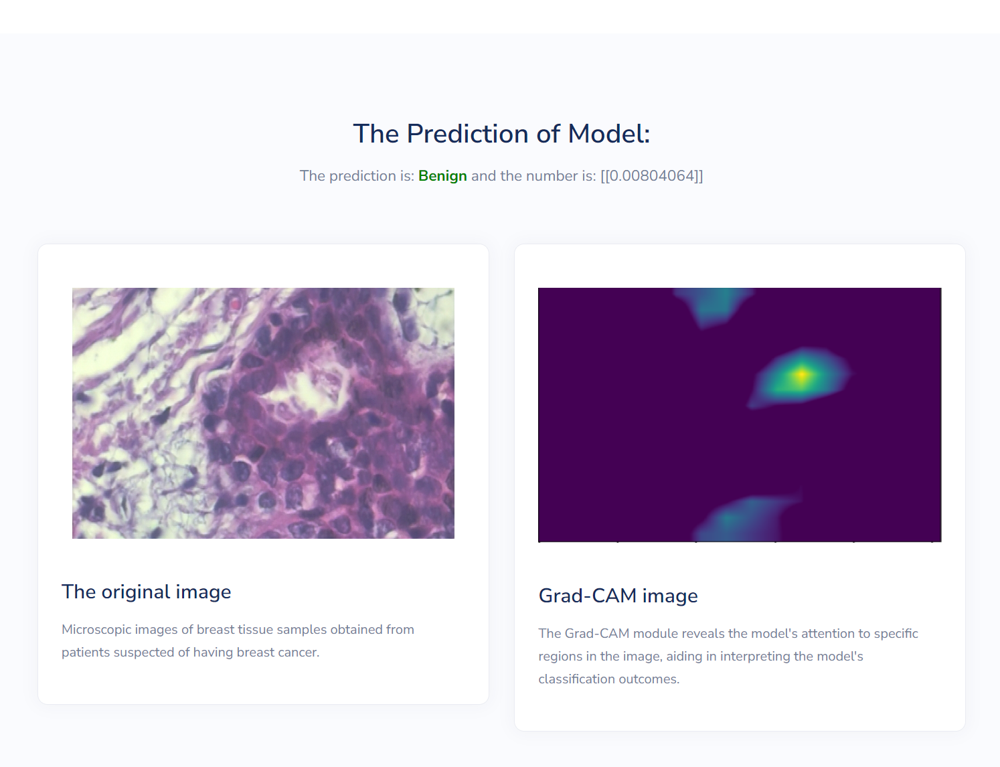 The Prediction of Model:
The prediction is: Benign and the number is: [[0.00804064]]
The original image
Microscopic images of breast tissue samples obtained from
patients suspected of having breast cancer.
Grad-CAM image
The Grad-CAM module reveals the model's attention to specific
regions in the image, aiding in interpreting the model's
classification outcomes.